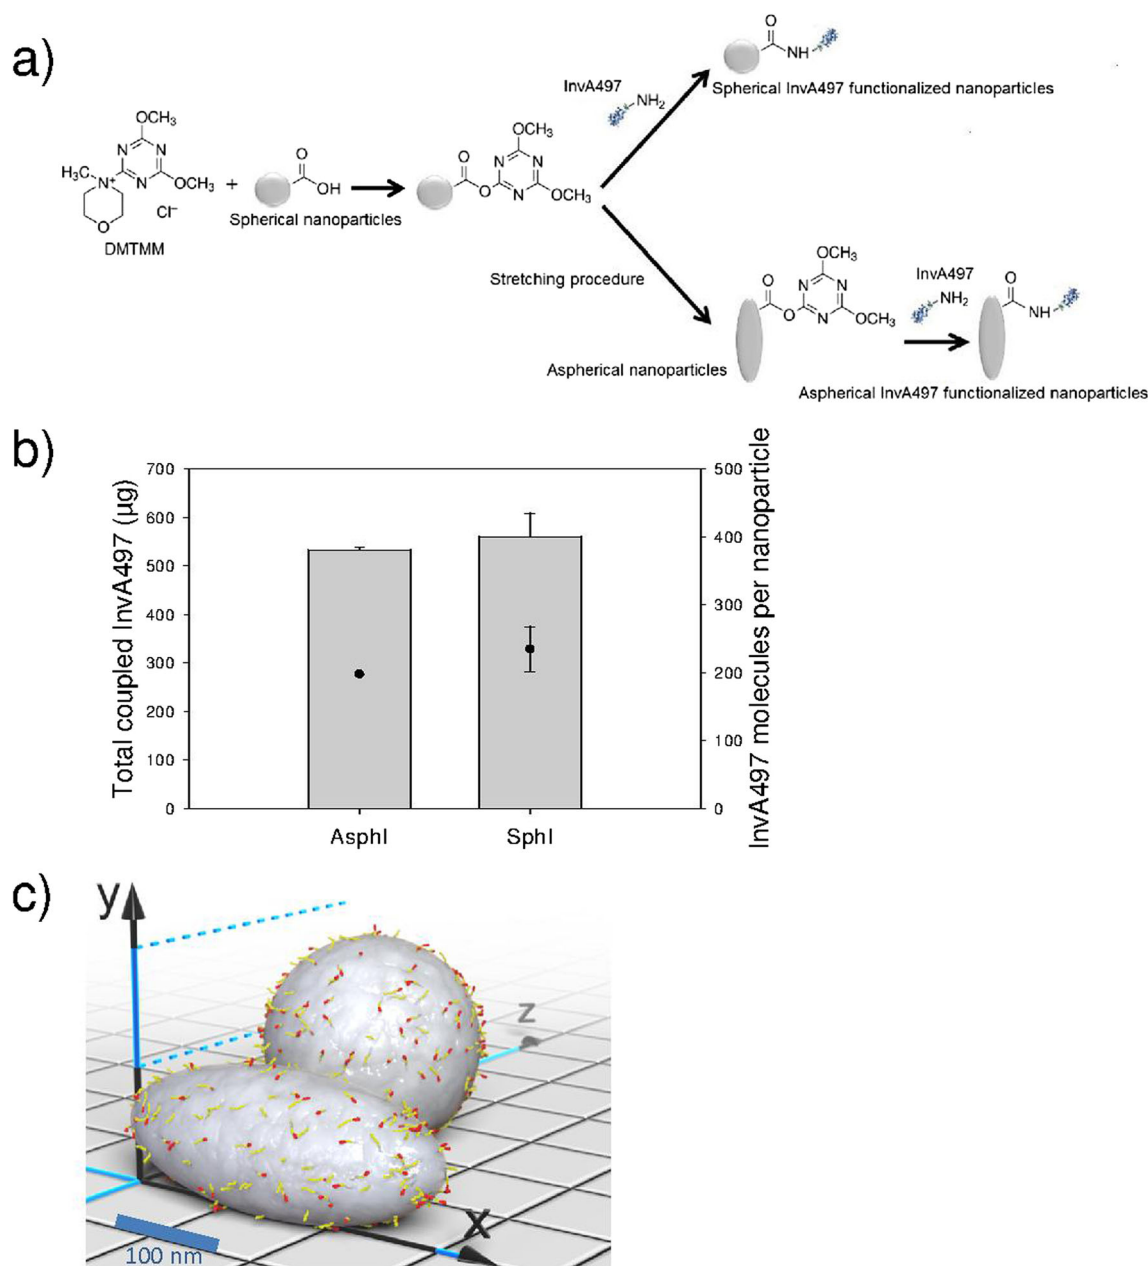 a)
OCH₃
H₃C
N⁺
N
N
N
OCH₃
O
Cl⁻
DMTMM
+
O
OH
Spherical nanoparticles
O
O
OCH₃
N
N
N
OCH₃
InvA497
NH₂
O
NH
Spherical InvA497 functionalized nanoparticles
Stretching procedure
Aspherical nanoparticles
O
O
OCH₃
N
N
N
OCH₃
InvA497
NH₂
O
NH
Aspherical InvA497 functionalized nanoparticles
b)
Total coupled InvA497 (µg)
700
600
500
400
300
200
100
0
500
400
300
200
100
0
InvA497 molecules per nanoparticle
AsphI
SphI
c)
y
z
x
100 nm